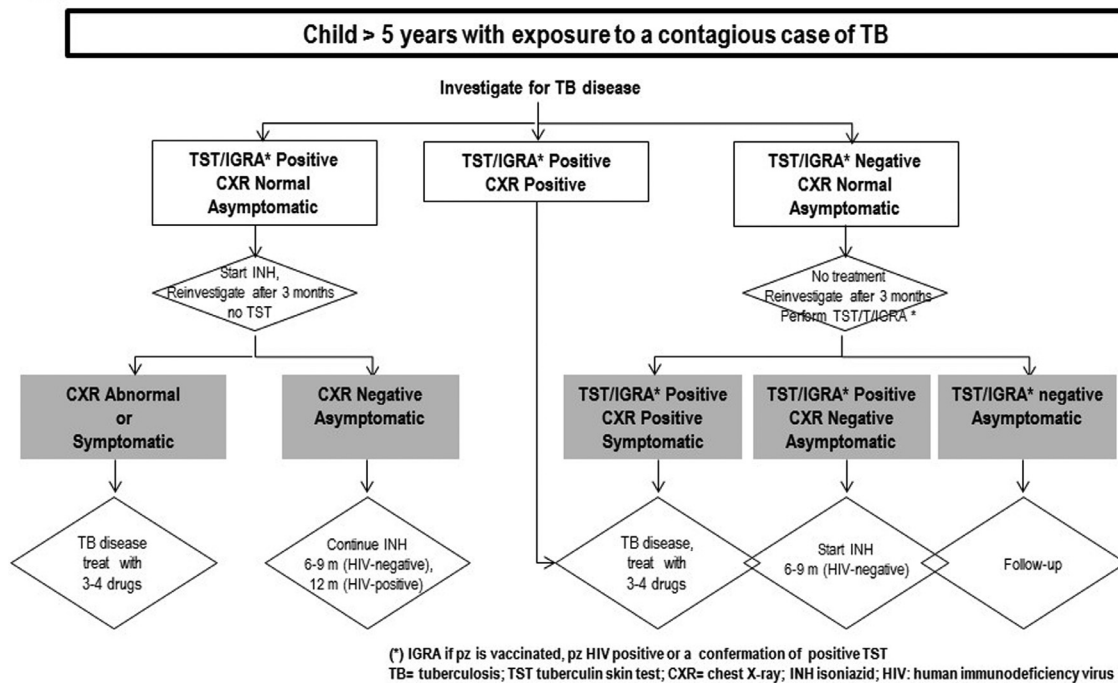 Child > 5 years with exposure to a contagious case of TB
Investigate for TB disease
TST/IGRA* Positive
CXR Normal
Asymptomatic
TST/IGRA* Positive
CXR Positive
TST/IGRA* Negative
CXR Normal
Asymptomatic
Start INH,
Reinvestigate after 3 months
no TST
No treatment
Reinvestigate after 3 months
Perform TST/T/IGRA *
CXR Abnormal
or
Symptomatic
CXR Negative
Asymptomatic
TST/IGRA* Positive
CXR Positive
Symptomatic
TST/IGRA* Positive
CXR Negative
Asymptomatic
TST/IGRA* negative
Asymptomatic
TB disease
treat with
3-4 drugs
Continue INH
6-9 m (HIV-negative),
12 m (HIV-positive)
TB disease,
treat with
3-4 drugs
Start INH
6-9 m (HIV-negative)
Follow-up
(*) IGRA if pz is vaccinated, pz HIV positive or a confermation of positive TST
TB= tuberculosis; TST tuberculin skin test; CXR= chest X-ray; INH isoniazid; HIV: human immunodeficiency virus